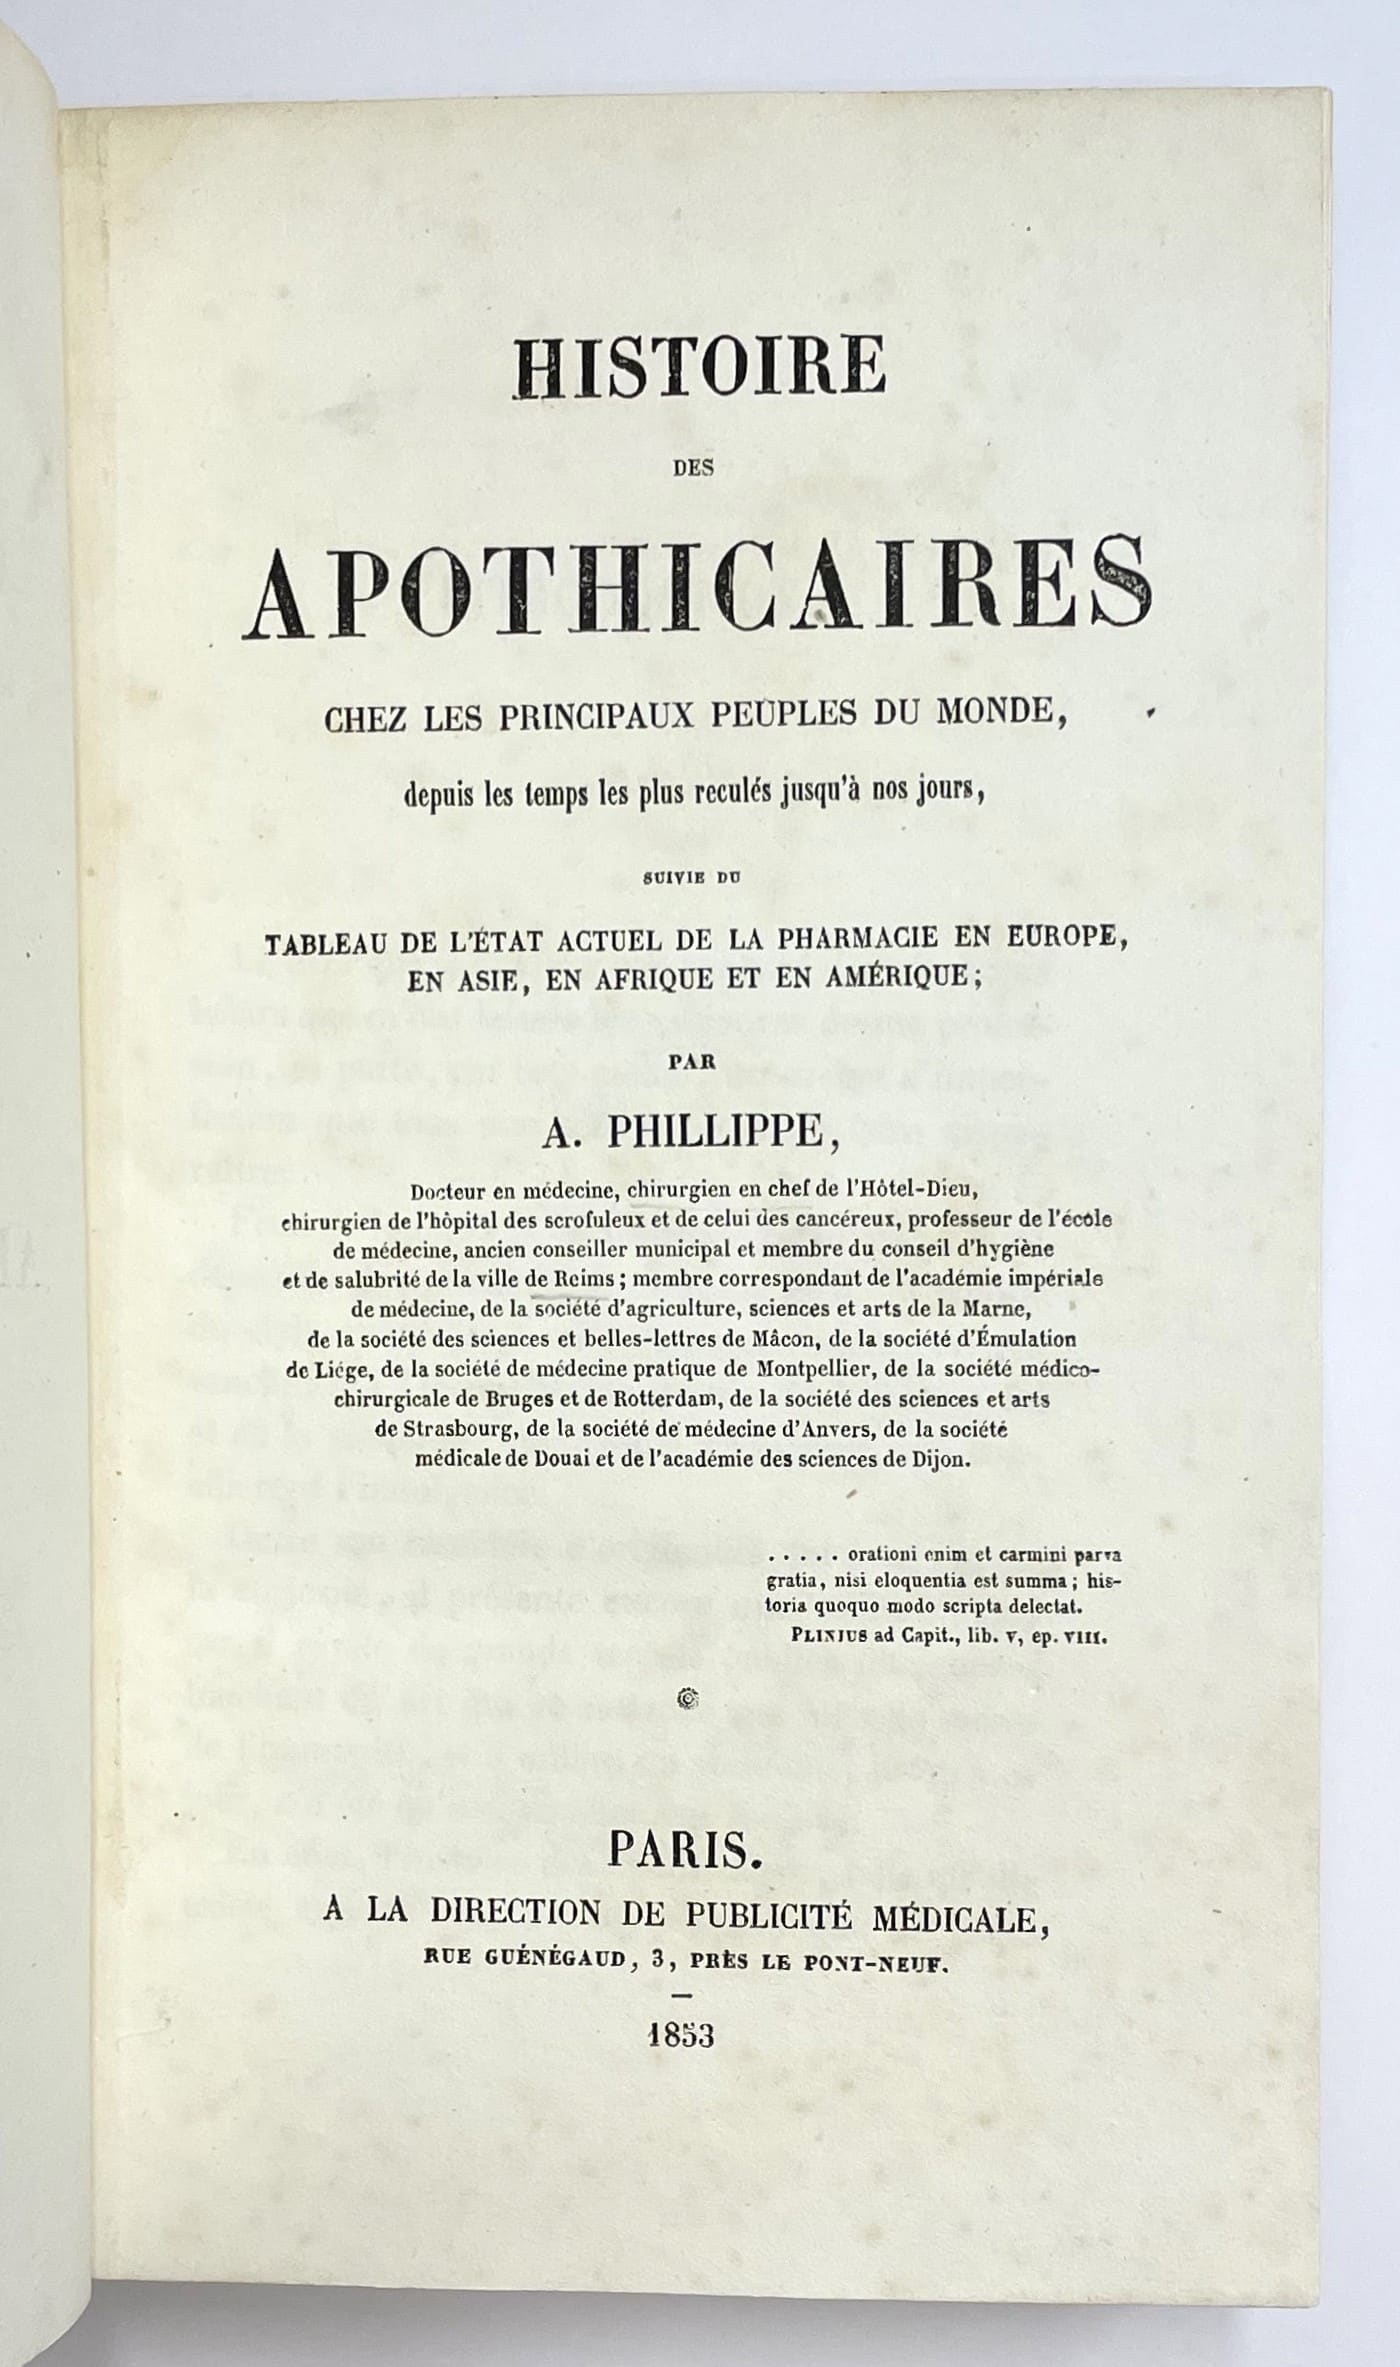 HISTOIRE
DES
APOTHICAIRES
CHEZ LES PRINCIPAUX PEUPLES DU MONDE,
depuis les temps les plus reculés jusqu'à nos jours,
SUIVIE DU
TABLEAU DE L'ÉTAT ACTUEL DE LA PHARMACIE EN EUROPE,
EN ASIE, EN AFRIQUE ET EN AMÉRIQUE;
PAR
A. PHILLIPPE,
Docteur en médecine, chirurgien en chef de l'Hôtel-Dieu,
chirurgien de l'hôpital des scrofuleux et de celui des cancéreux, professeur de l'école
de médecine, ancien conseiller municipal et membre du conseil d'hygiène
et de salubrité de la ville de Reims; membre correspondant de l'académie impériale
de médecine, de la société d'agriculture, sciences et arts de la Marne,
de la société des sciences et belles-lettres de Mâcon, de la société d'Émulation
de Liége, de la société de médecine pratique de Montpellier, de la société médico-
chirurgicale de Bruges et de Rotterdam, de la société des sciences et arts
de Strasbourg, de la société de médecine d'Anvers, de la société
médicale de Douai et de l'académie des sciences de Dijon.
. . . . . orationi enim et carmini parva
gratia, nisi eloquentia est summa; his-
toria quoquo modo scripta delectat.
PLINIUS ad Capit., lib. V, ep. VIII.
PARIS.
A LA DIRECTION DE PUBLICITÉ MÉDICALE,
RUE GUÉNÉGAUD, 3, PRÈS LE PONT-NEUF.
1853